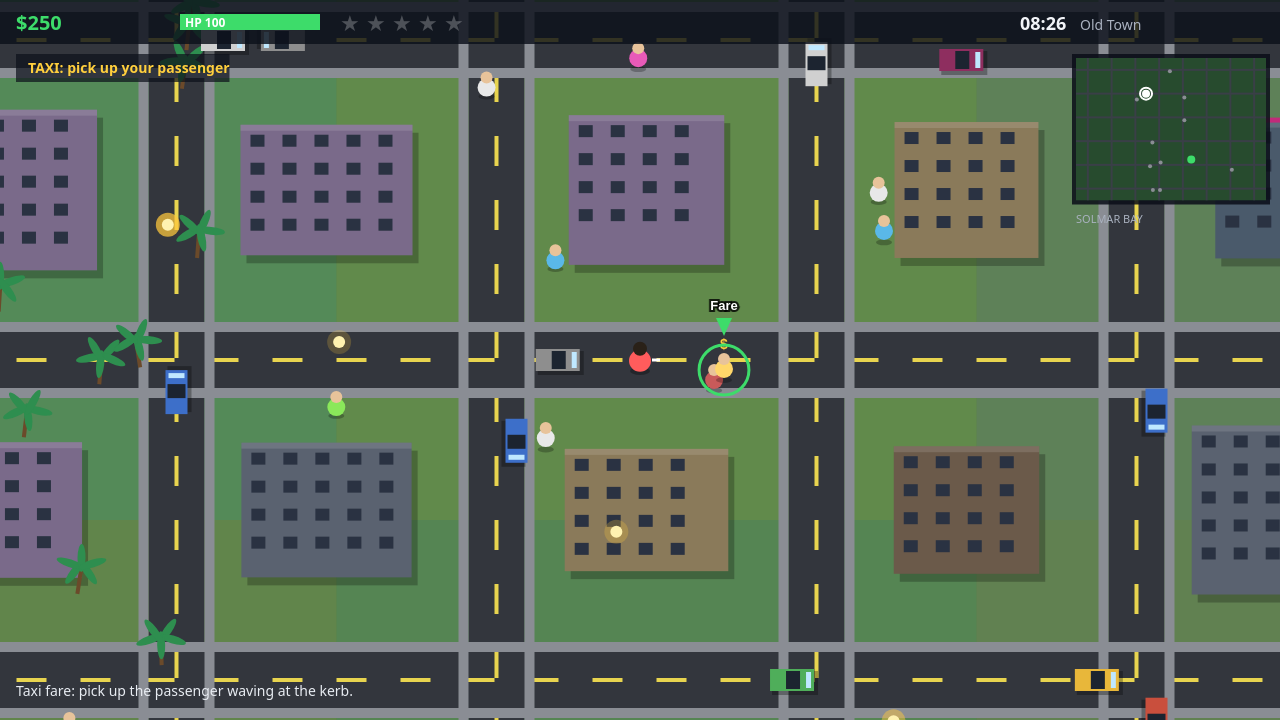 $250
HP 100
08:26
Old Town
TAXI: pick up your passenger
SOLMAR BAY
Fare
$
Taxi fare: pick up the passenger waving at the kerb.